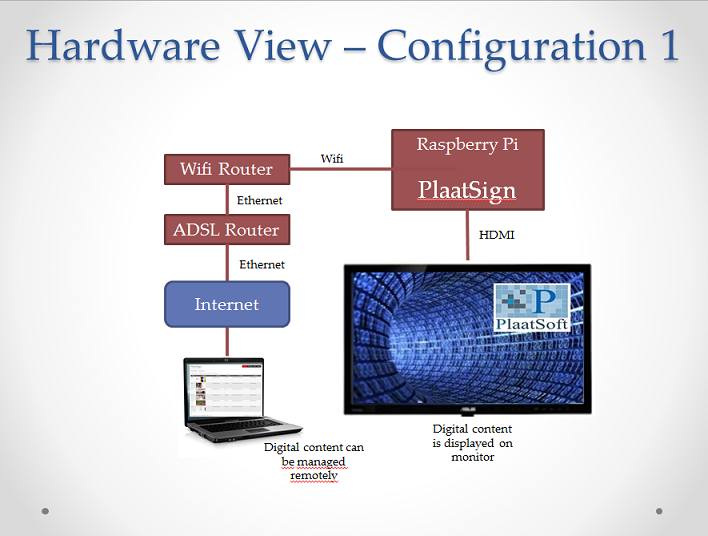 Hardware View – Configuration 1
Raspberry Pi
PlaatSign
Wifi
Wifi Router
Ethernet
ADSL Router
HDMI
Ethernet
Internet
P
PlaatSoft
ASUS
Digital content
is displayed on
monitor
Digital content can
be managed
remotely